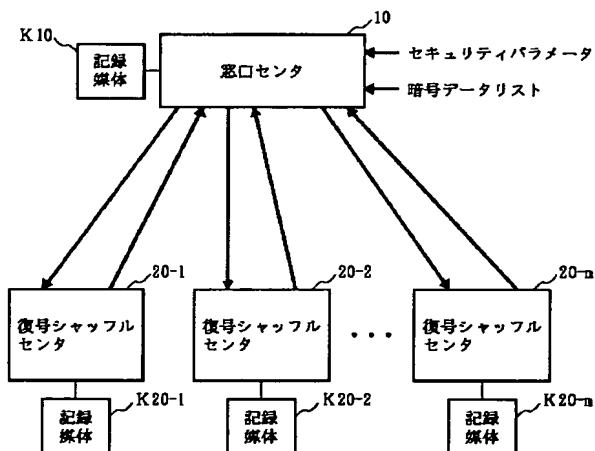 10
K10
記録
媒体
窓口センタ
セキュリティパラメータ
暗号データリスト
20-1
20-2
20-n
復号シャッフル
センタ
復号シャッフル
センタ
・・・
復号シャッフル
センタ
K20-1
K20-2
K20-n
記録
媒体
記録
媒体
記録
媒体